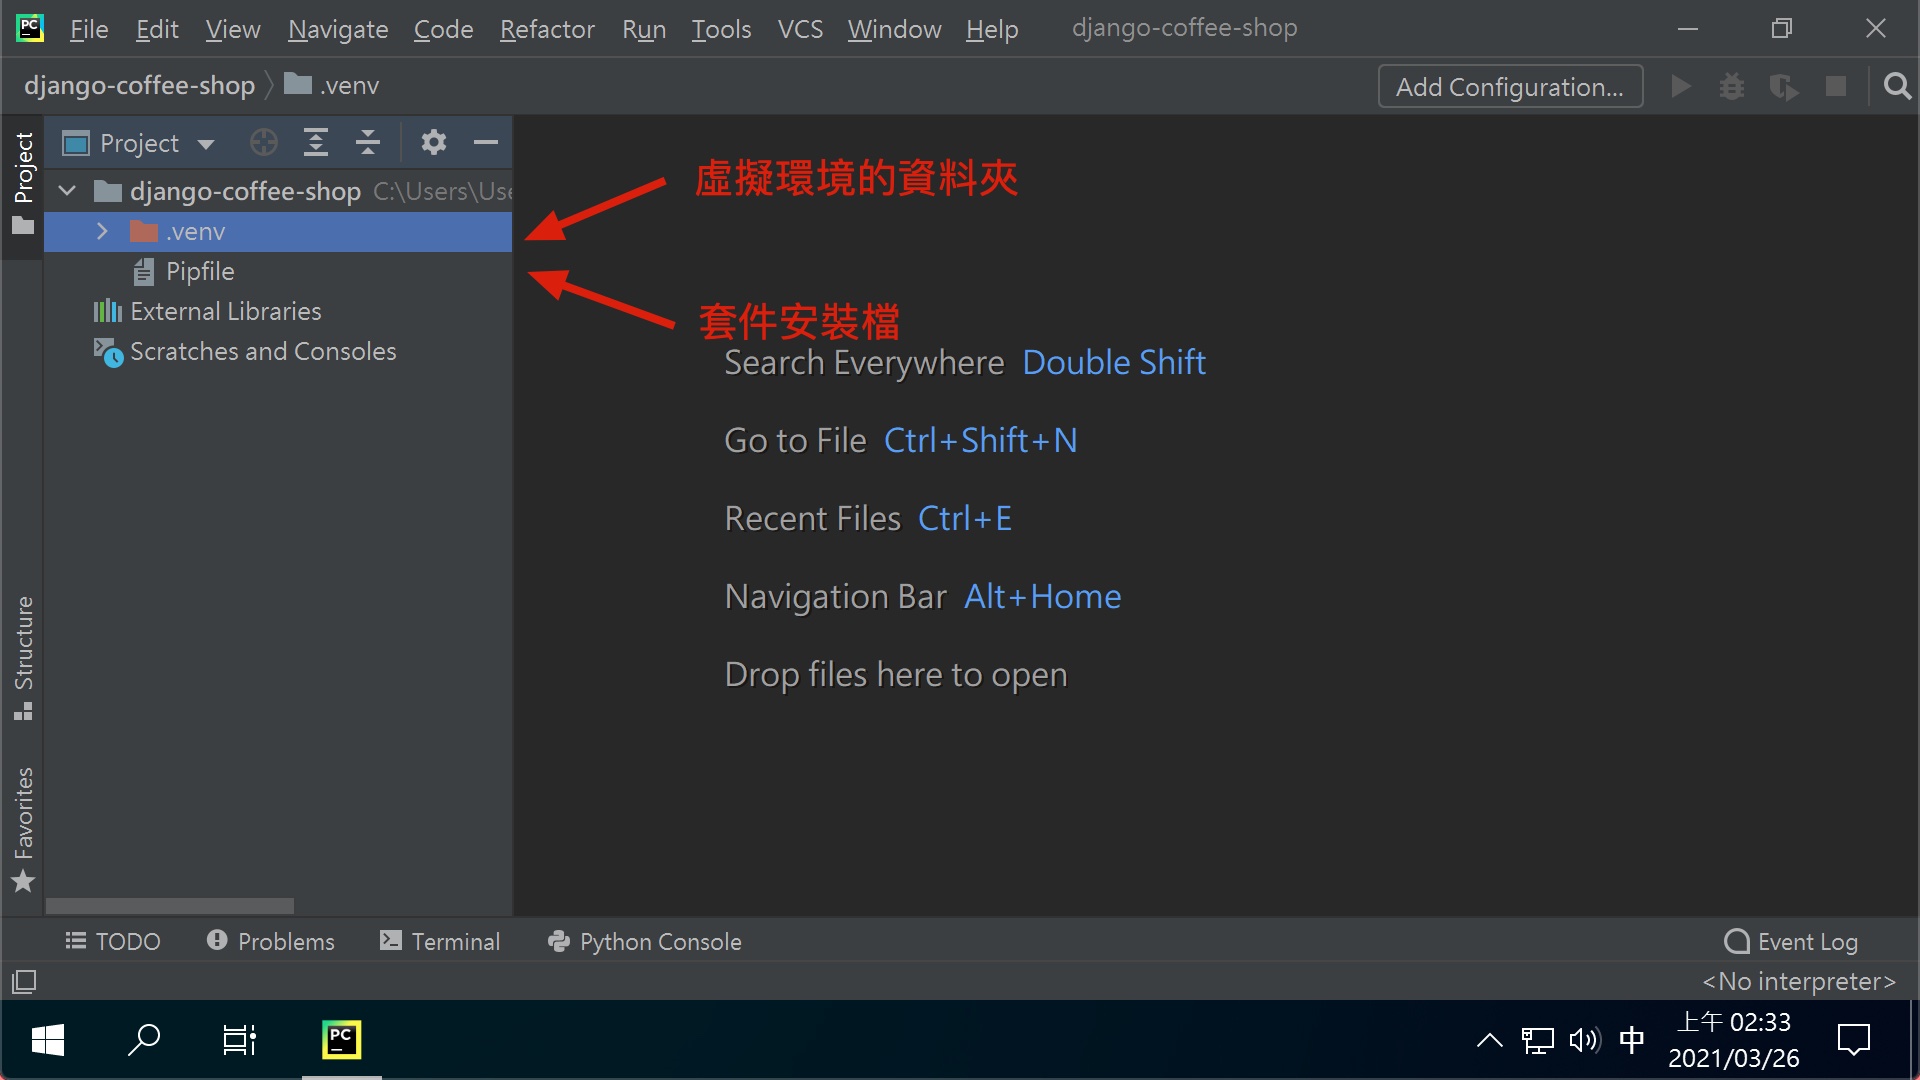 PC
File Edit View Navigate Code Refactor Run Tools VCS Window Help django-coffee-shop
django-coffee-shop .venv
Add Configuration...
Project
Project
django-coffee-shop C:\Users\Use
.venv
Pipfile
External Libraries
Scratches and Consoles
虛擬環境的資料夾
套件安裝檔
Search Everywhere Double Shift
Go to File Ctrl+Shift+N
Recent Files Ctrl+E
Navigation Bar Alt+Home
Drop files here to open
Structure
Favorites
TODO Problems Terminal Python Console Event Log
<No interpreter>
PC
中
上午 02:33
2021/03/26